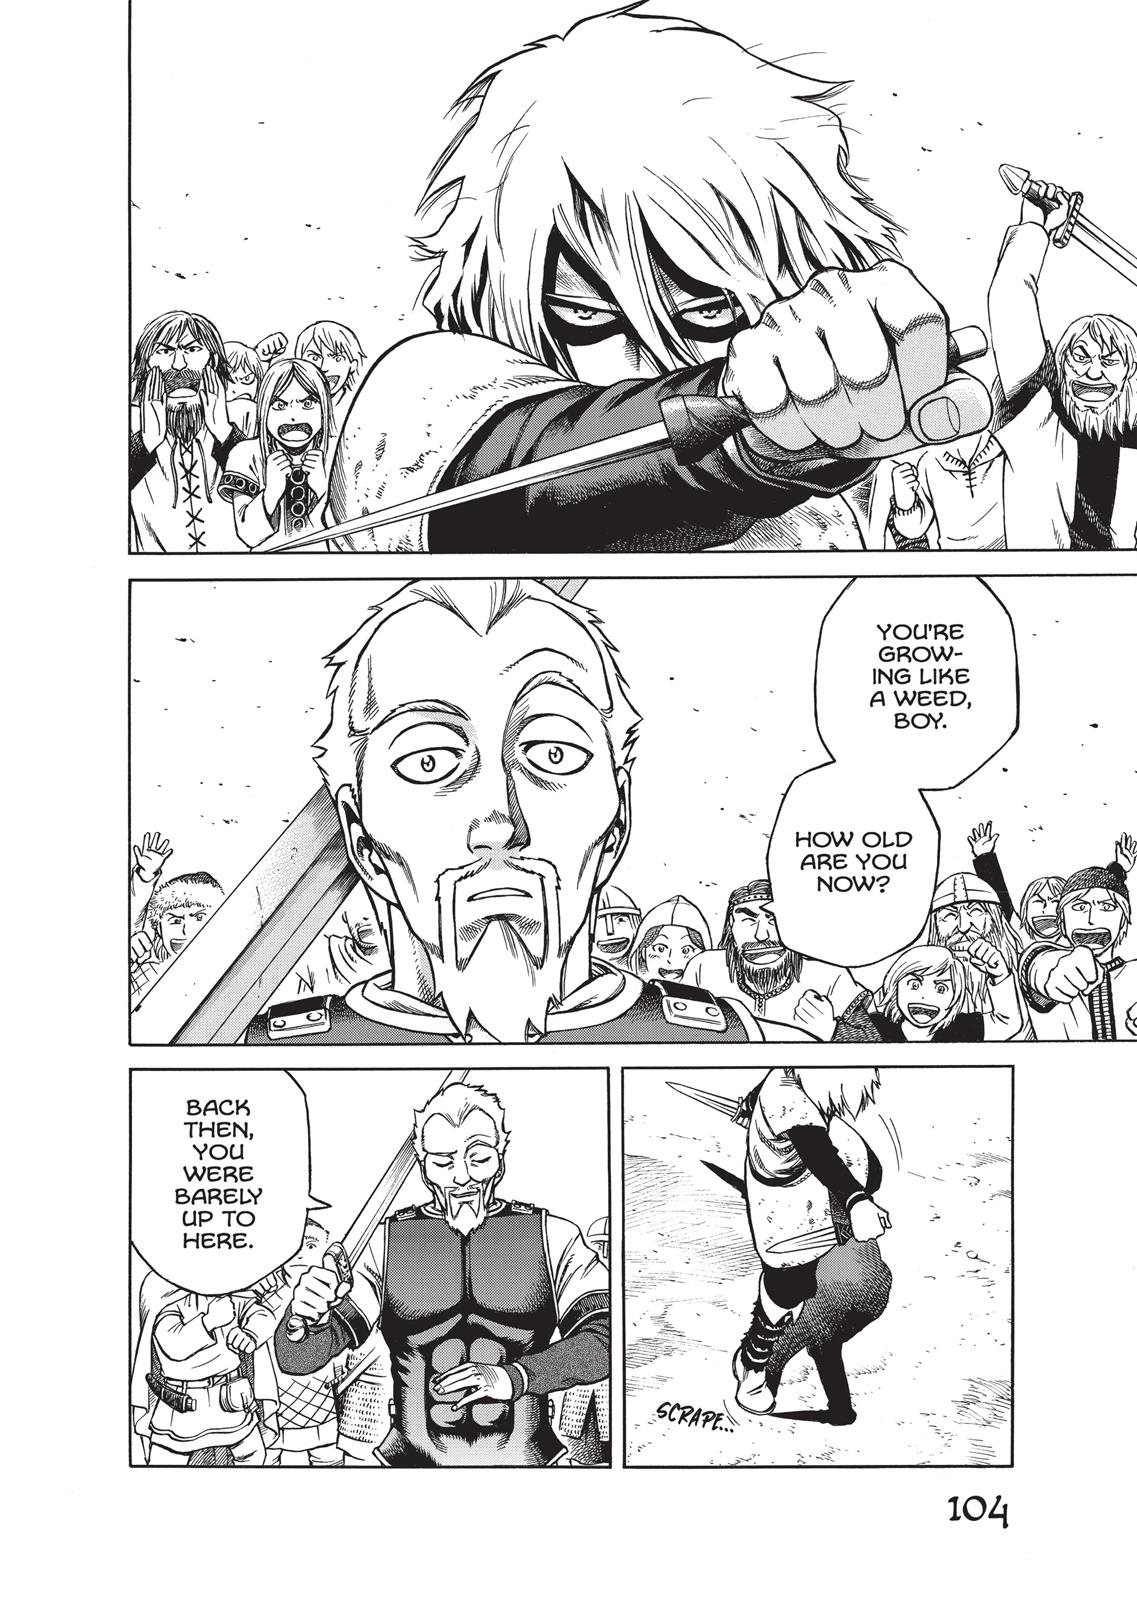 YOU'RE
GROW-
ING LIKE
A WEED,
BOY.
HOW OLD
ARE YOU
NOW?
SCRAPE...
BACK
THEN,
YOU
WERE
BARELY
UP TO
HERE.
104